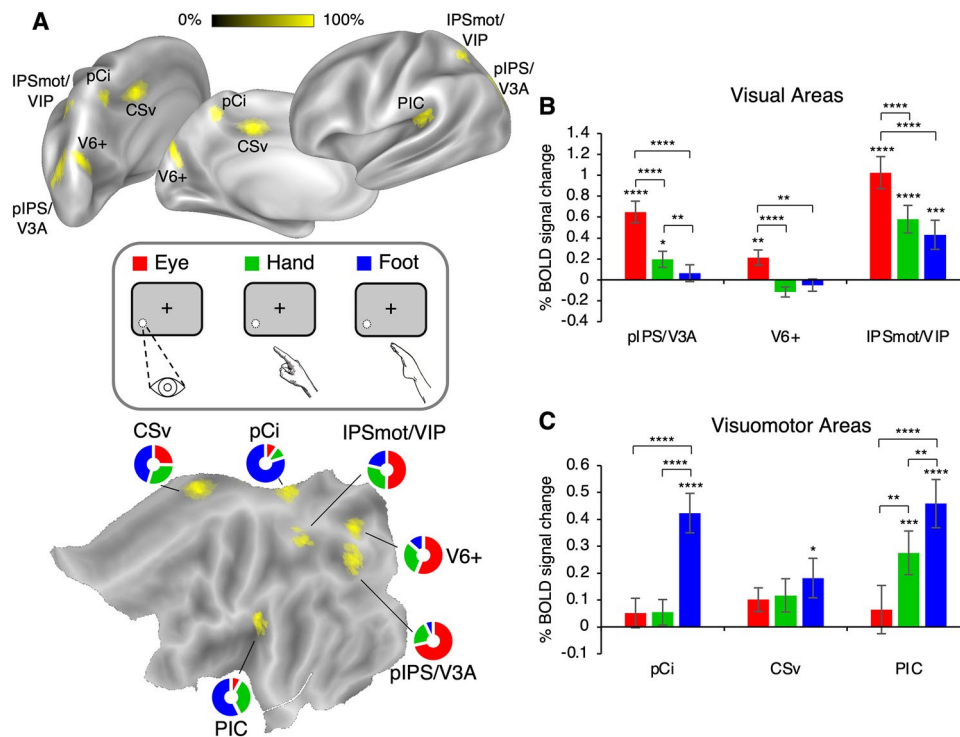 A
0%
100%
IPSmot/
VIP
pCi
CSv
V6+
pIPS/
V3A
pCi
CSv
V6+
PIC
IPSmot/
VIP
pIPS/
V3A
Eye
Hand
Foot
+
+
+
CSv
pCi
IPSmot/VIP
V6+
pIPS/V3A
PIC
B
Visual Areas
% BOLD signal change
1.4
1.2
1
0.8
0.6
0.4
0.2
0
-0.2
-0.4
****
****
****
**
*
**
****
**
****
****
****
****
***
pIPS/V3A
V6+
IPSmot/VIP
C
Visuomotor Areas
% BOLD signal change
0.6
0.5
0.4
0.3
0.2
0.1
0
-0.1
****
****
****
*
****
**
****
**
***
pCi
CSv
PIC